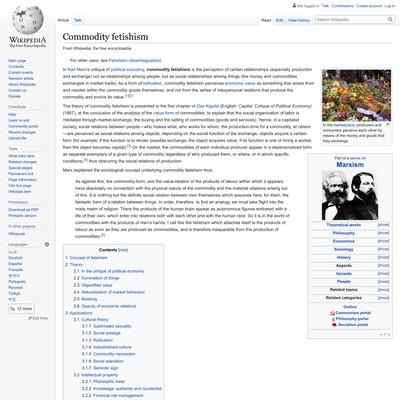 Not logged in Talk Contributions Create account Log in
Article Talk
Read Edit View history
Search Wikipedia
WIKIPEDIA
The Free Encyclopedia
Main page
Contents
Current events
Random article
About Wikipedia
Contact us
Donate
Contribute
Help
Learn to edit
Community portal
Recent changes
Upload file
Tools
What links here
Related changes
Special pages
Permanent link
Page information
Cite this page
Wikidata item
Print/export
Download as PDF
Printable version
In other projects
Wikiquote
Languages
Deutsch
Español
Français
한국어
Português
Русский
中文
12 more
Edit links
Commodity fetishism
From Wikipedia, the free encyclopedia
For other uses, see Fetishism (disambiguation).
In Karl Marx's critique of political economy, commodity fetishism is the perception of certain relationships (especially production
and exchange) not as relationships among people, but as social relationships among things (the money and commodities
exchanged in market trade). As a form of reification, commodity fetishism perceives economic value as something that arises from
and resides within the commodity goods themselves, and not from the series of interpersonal relations that produce the
commodity and evolve its value.[1][2]
The theory of commodity fetishism is presented in the first chapter of Das Kapital (English: Capital. Critique of Political Economy)
(1867), at the conclusion of the analysis of the value-form of commodities, to explain that the social organization of labor is
mediated through market exchange, the buying and the selling of commodities (goods and services). Hence, in a capitalist
society, social relations between people—who makes what, who works for whom, the production-time for a commodity, et cetera
—are perceived as social relations among objects; depending on the social function of the exchange, objects acquire a certain
form (for example, if the function is to render possible exchange, the object acquires value; if its function is one of hiring a worker,
then the object becomes capital).[3] On the market, the commodities of each individual producer appear in a depersonalized form
as separate exemplars of a given type of commodity regardless of who produced them, or where, or in which specific
conditions,[4] thus obscuring the social relations of production.
Marx explained the sociological concept underlying commodity fetishism thus:
As against this, the commodity-form, and the value-relation of the products of labour within which it appears,
have absolutely no connection with the physical nature of the commodity and the material relations arising out
of this. It is nothing but the definite social relation between men themselves which assumes here, for them, the
fantastic form of a relation between things. In order, therefore, to find an analogy we must take flight into the
misty realm of religion. There the products of the human brain appear as autonomous figures endowed with a
life of their own, which enter into relations both with each other and with the human race. So it is in the world of
commodities with the products of men's hands. I call this the fetishism which attaches itself to the products of
labour as soon as they are produced as commodities, and is therefore inseparable from the production of
commodities.[5]
Contents [hide]
1 Concept of fetishism
2 Theory
2.1 In the critique of political economy
2.2 Domination of things
2.3 Objectified value
2.4 Naturalisation of market behaviour
2.5 Masking
2.6 Opacity of economic relations
3 Applications
3.1 Cultural theory
3.1.1 Sublimated sexuality
3.1.2 Social prestige
3.1.3 Reification
3.1.4 Industrialised culture
3.1.5 Commodity narcissism
3.1.6 Social alienation
3.1.7 Semiotic sign
3.2 Intellectual property
3.2.1 Philosophic base
3.2.2 Knowledge: authentic and counterfeit
3.2.3 Financial risk management
In the marketplace, producers and
consumers perceive each other by
means of the money and goods that
they exchange.
Part of a series on
Marxism
Theoretical works [show]
Philosophy [show]
Economics [show]
Sociology [show]
History [show]
Aspects [show]
Variants [show]
People [show]
Related topics [show]
Related categories [show]
Outline
Communism portal
Philosophy portal
Socialism portal
V·T·E